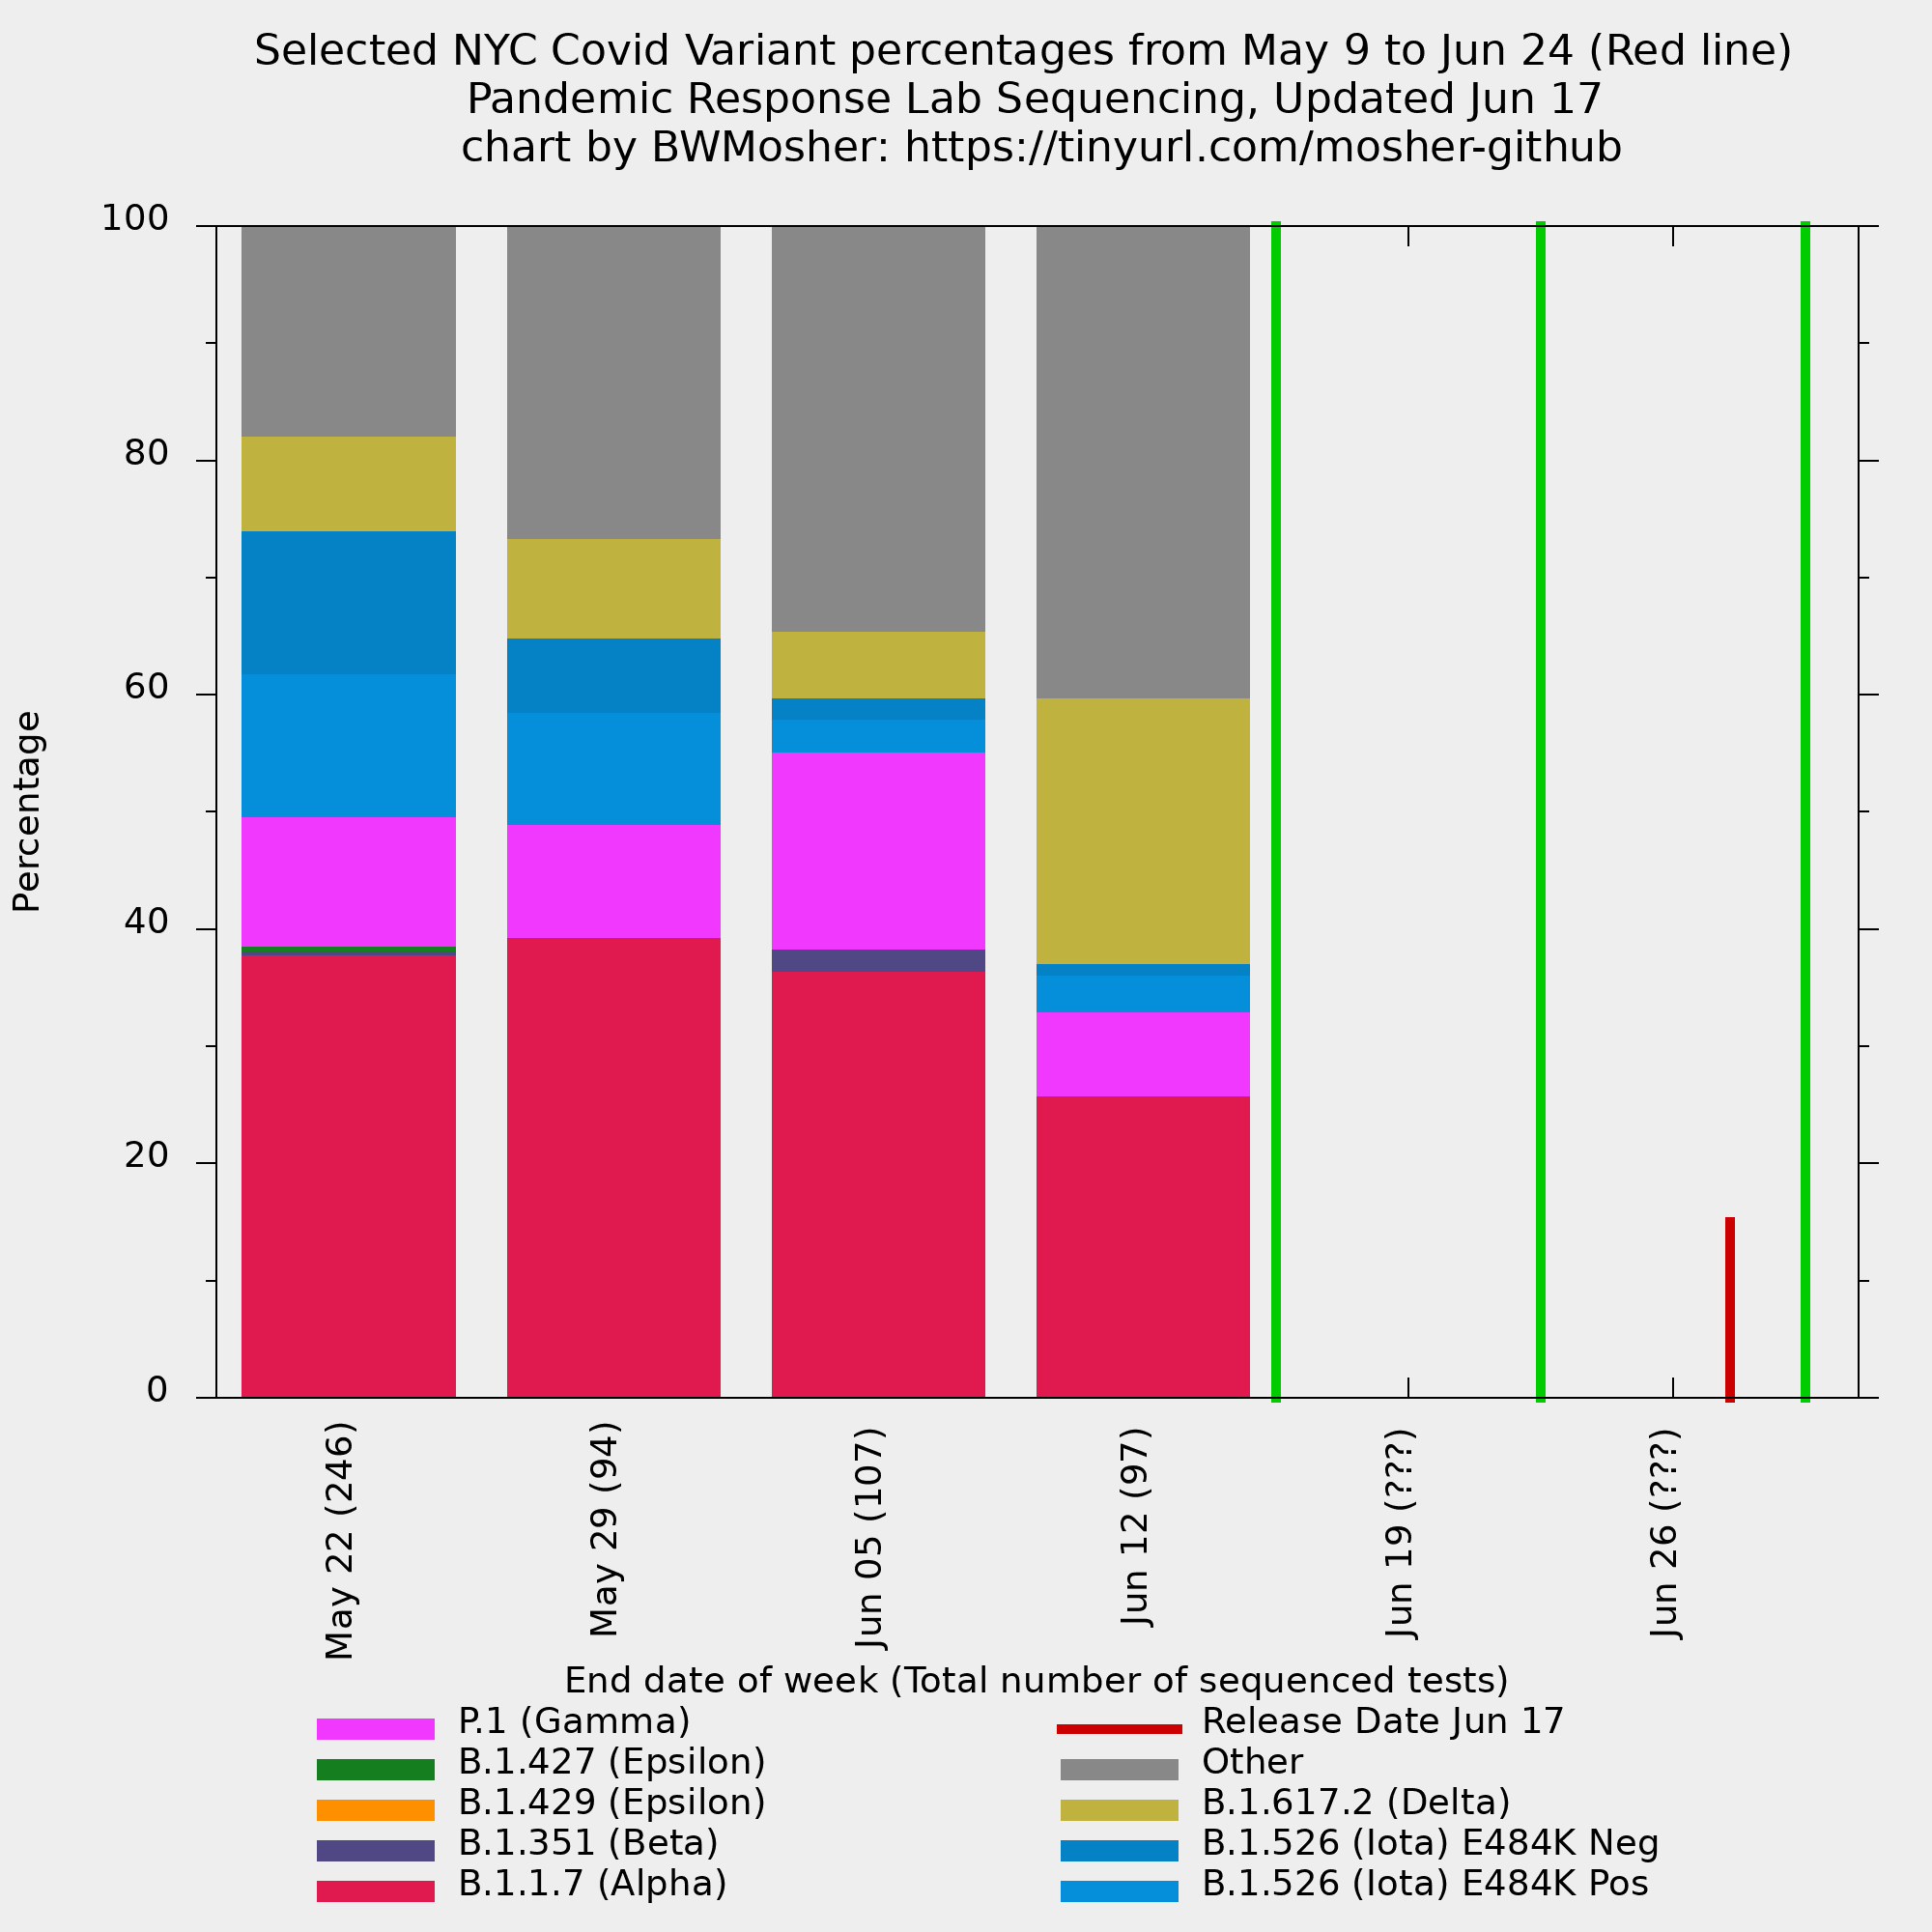 Selected NYC Covid Variant percentages from May 9 to Jun 24 (Red line)
Pandemic Response Lab Sequencing, Updated Jun 17
chart by BWMosher: https://tinyurl.com/mosher-github
100
80
60
40
20
0
Percentage
May 22 (246)
May 29 (94)
Jun 05 (107)
Jun 12 (97)
Jun 19 (???)
Jun 26 (???)
End date of week (Total number of sequenced tests)
P.1 (Gamma)
B.1.427 (Epsilon)
B.1.429 (Epsilon)
B.1.351 (Beta)
B.1.1.7 (Alpha)
Release Date Jun 17
Other
B.1.617.2 (Delta)
B.1.526 (Iota) E484K Neg
B.1.526 (Iota) E484K Pos